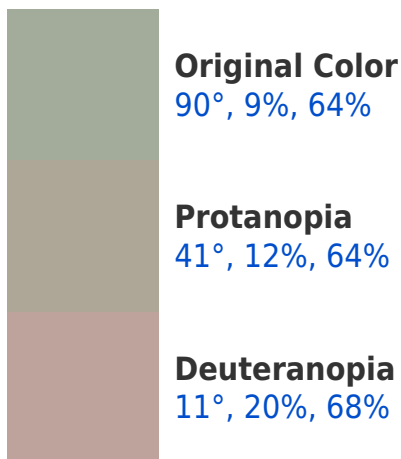 Original Color
90°, 9%, 64%
Protanopia
41°, 12%, 64%
Deuteranopia
11°, 20%, 68%